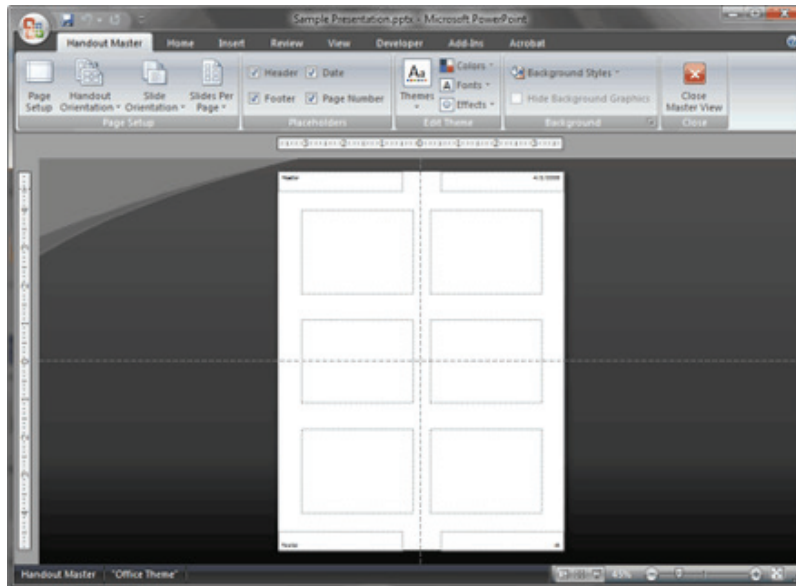 Sample Presentation.pptx - Microsoft PowerPoint
Handout Master Home Insert Review View Developer Add-Ins Acrobat
Page Setup
Handout Orientation
Slide Orientation
Slides Per Page
Page Setup
Header Date
Footer Page Number
Placeholders
Aa
Themes
Colors
A Fonts
Effects
Edit Theme
Background Styles
Hide Background Graphics
Background
Close Master View
Close
Header
Footer
Handout Master "Office Theme" 45%